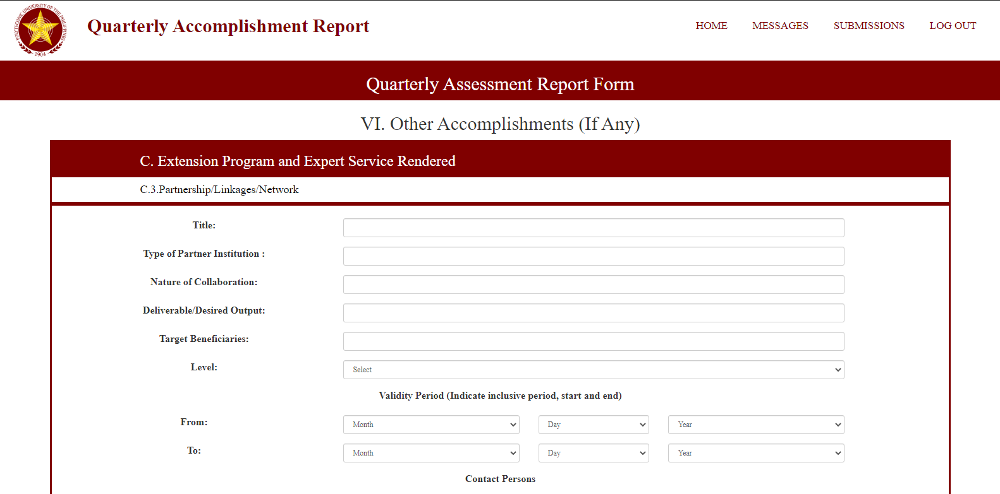 POLYTECHNIC UNIVERSITY OF THE PHILIPPINES
1904
Quarterly Accomplishment Report
HOME MESSAGES SUBMISSIONS LOG OUT
Quarterly Assessment Report Form
VI. Other Accomplishments (If Any)
C. Extension Program and Expert Service Rendered
C.3.Partnership/Linkages/Network
Title:
Type of Partner Institution :
Nature of Collaboration:
Deliverable/Desired Output:
Target Beneficiaries:
Level: Select
Validity Period (Indicate inclusive period, start and end)
From: Month Day Year
To: Month Day Year
Contact Persons